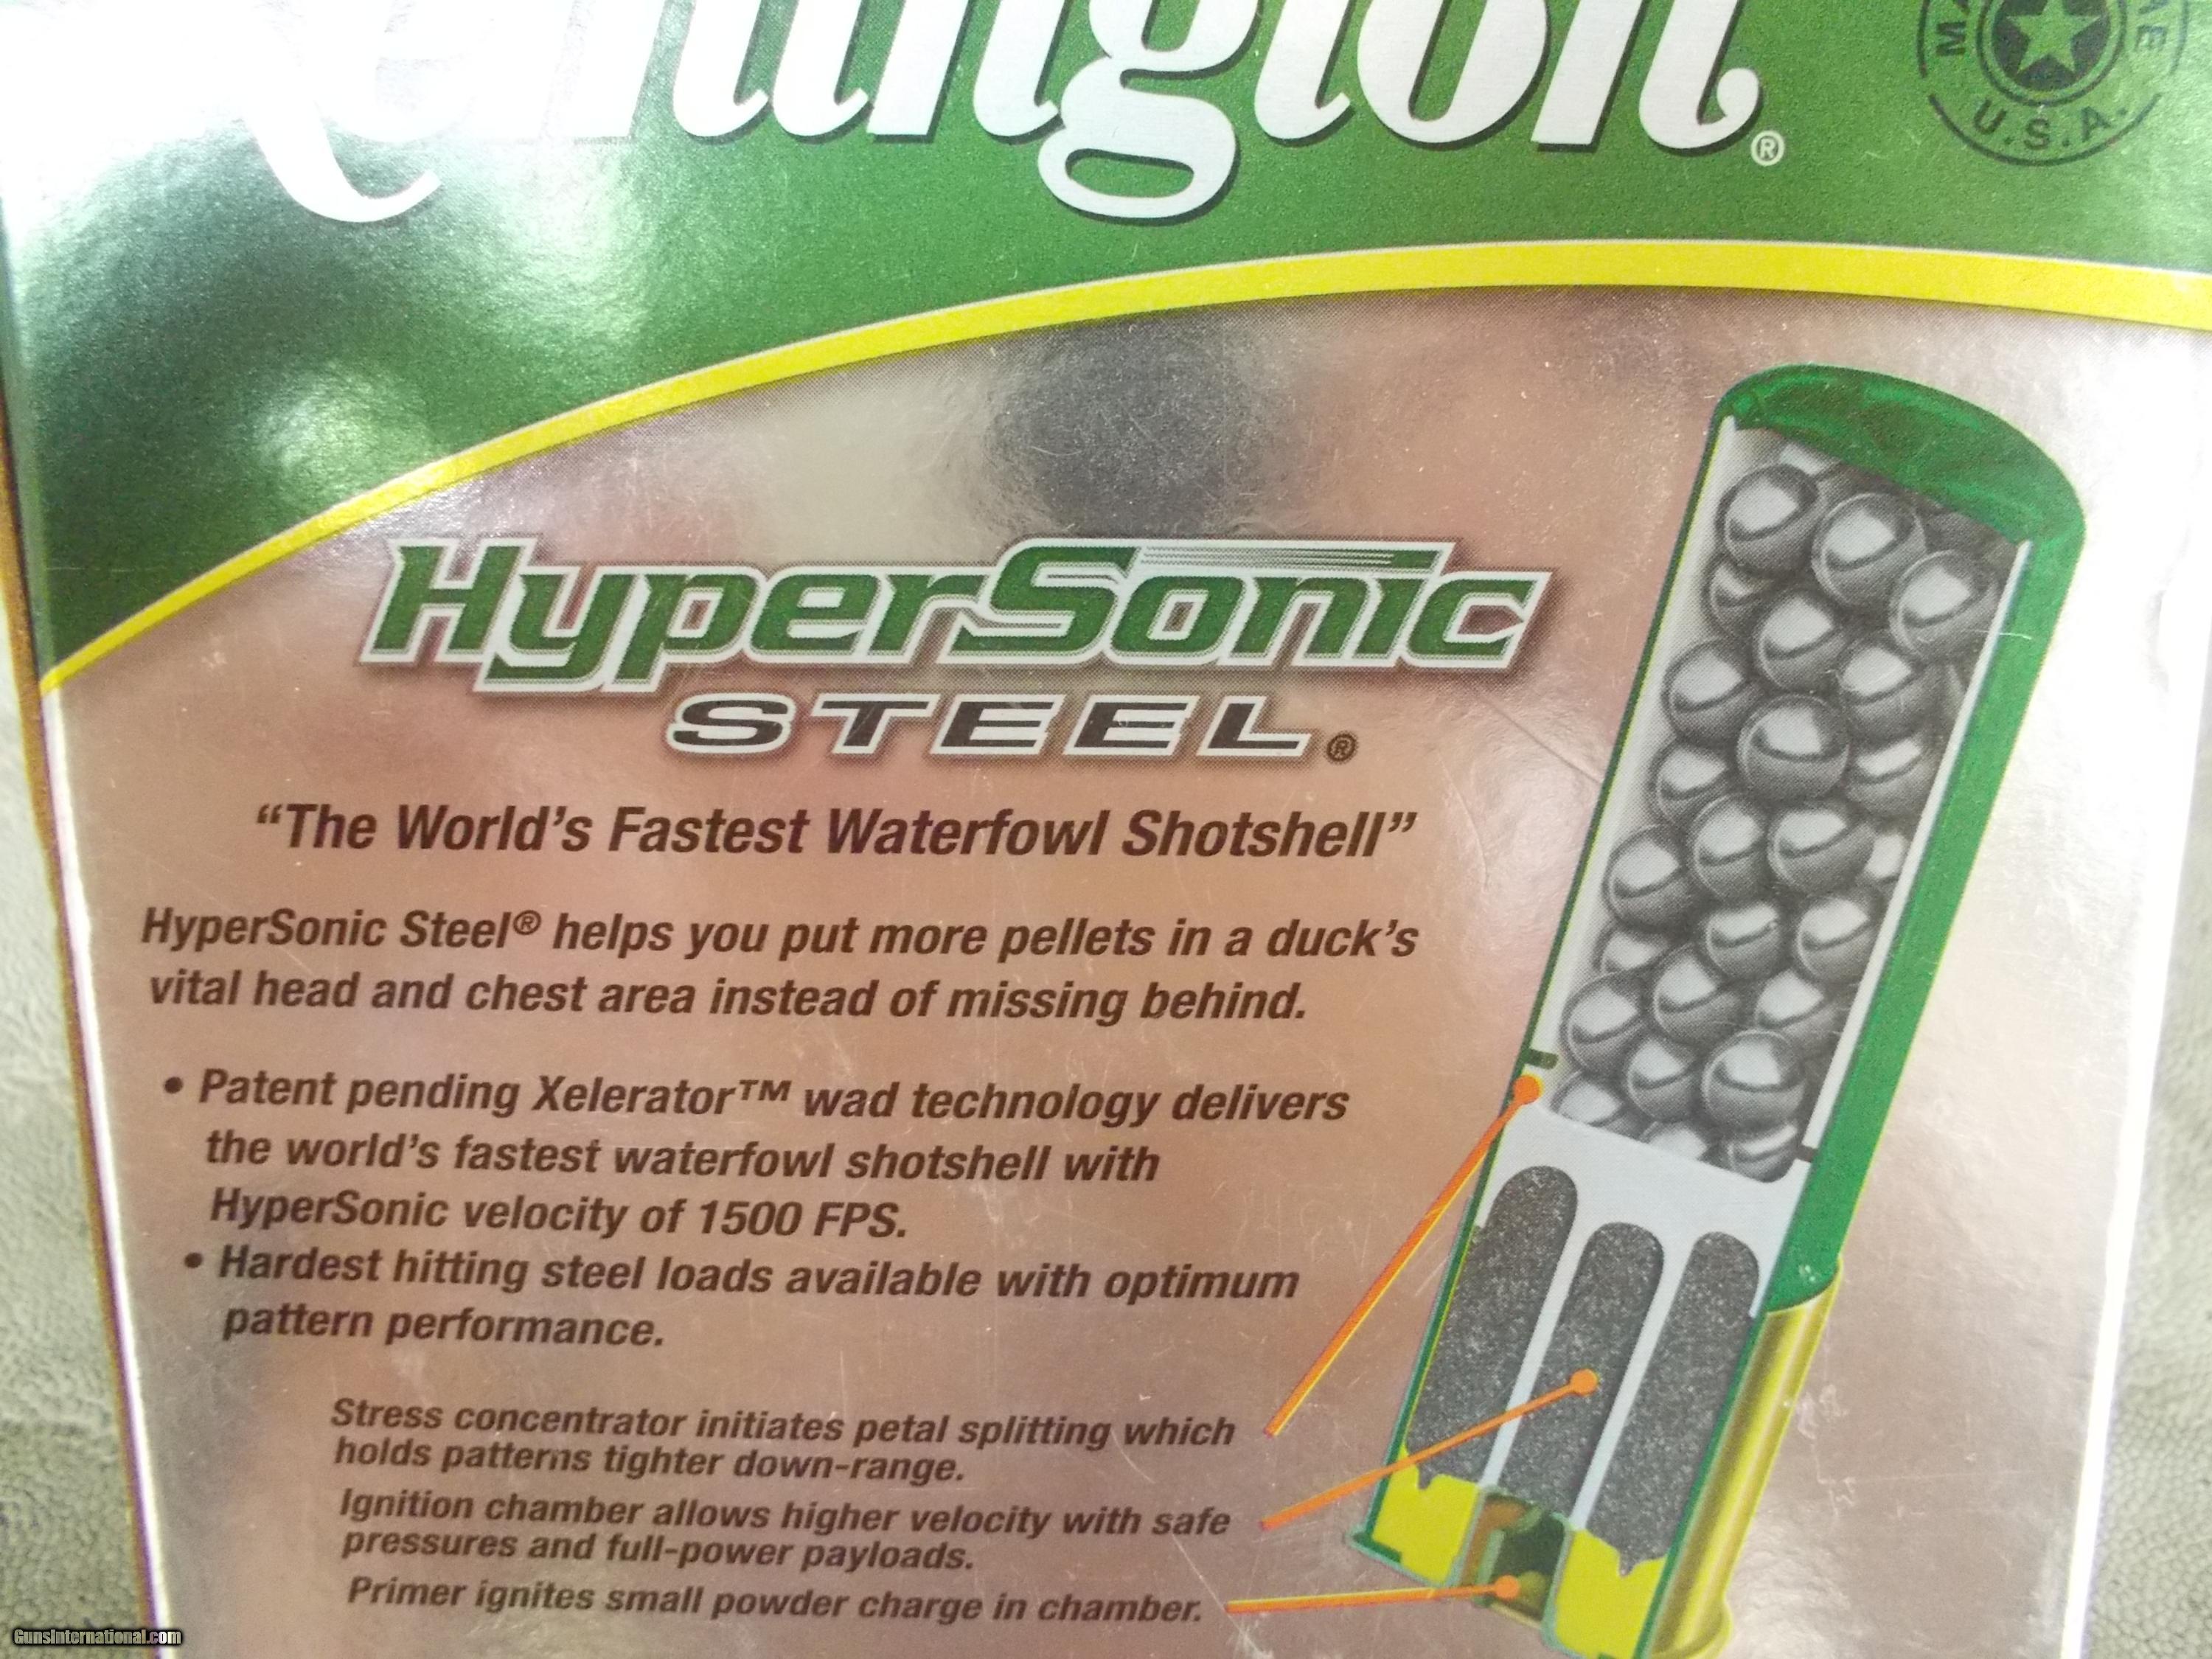 Remington®
U.S.A.
HyperSonic
STEEL®
“The World’s Fastest Waterfowl Shotshell”
HyperSonic Steel® helps you put more pellets in a duck’s
vital head and chest area instead of missing behind.
• Patent pending Xelerator™ wad technology delivers
the world’s fastest waterfowl shotshell with
HyperSonic velocity of 1500 FPS.
• Hardest hitting steel loads available with optimum
pattern performance.
Stress concentrator initiates petal splitting which
holds patterns tighter down-range.
Ignition chamber allows higher velocity with safe
pressures and full-power payloads.
Primer ignites small powder charge in chamber.
GunsInternational.com